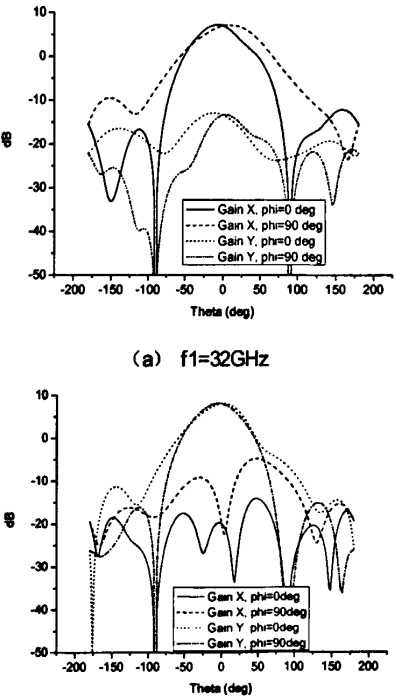 10
0
-10
-20
-30
-40
-50
dB
Gain X, phi=0 deg
Gain X, phi=90 deg
Gain Y, phi=0 deg
Gain Y, phi=90 deg
-200 -150 -100 -50 0 50 100 150 200
Theta (deg)
(a) f1=32GHz
10
0
-10
-20
-30
-40
-50
dB
Gain X, phi=0deg
Gain X, phi=90deg
Gain Y, phi=0deg
Gain Y, phi=90deg
-200 -150 -100 -50 0 50 100 150 200
Theta (deg)